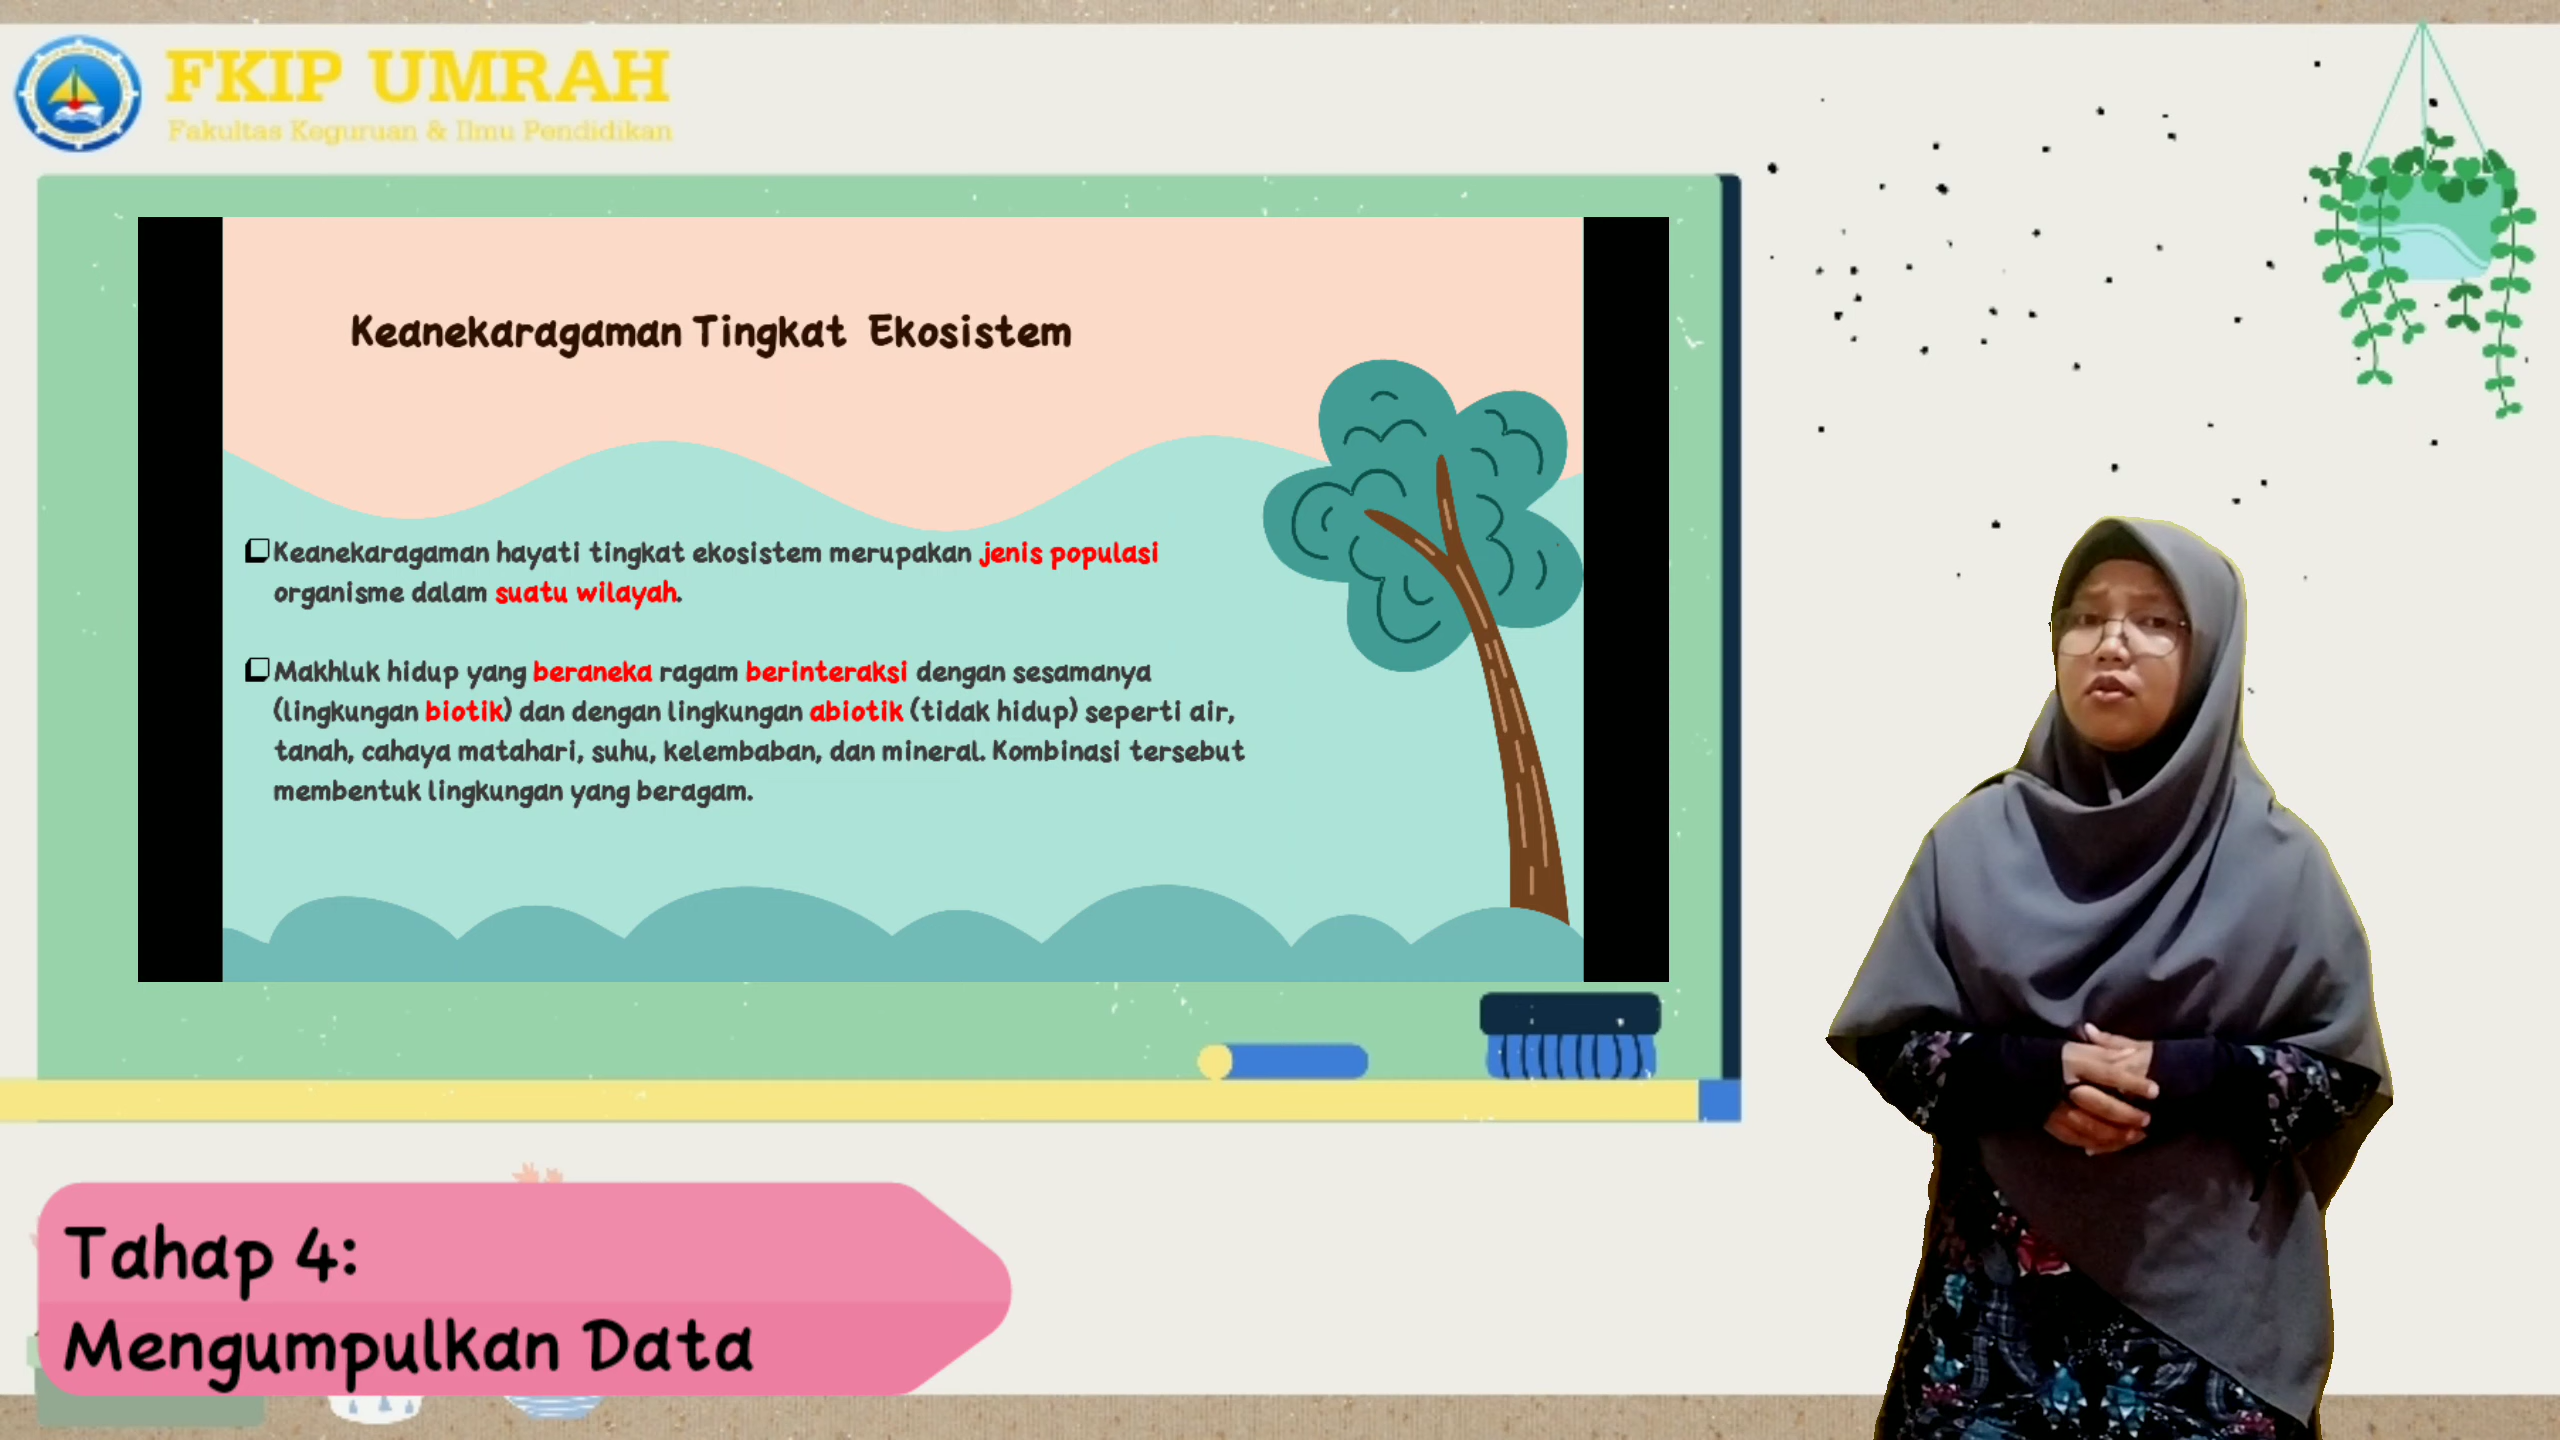 FKIP UMRAH
Fakultas Keguruan & Ilmu Pendidikan
Keanekaragaman Tingkat Ekosistem
Keanekaragaman hayati tingkat ekosistem merupakan jenis populasi
organisme dalam suatu wilayah.
Makhluk hidup yang beraneka ragam berinteraksi dengan sesamanya
(lingkungan biotik) dan dengan lingkungan abiotik (tidak hidup) seperti air,
tanah, cahaya matahari, suhu, kelembaban, dan mineral. Kombinasi tersebut
membentuk lingkungan yang beragam.
Tahap 4:
Mengumpulkan Data